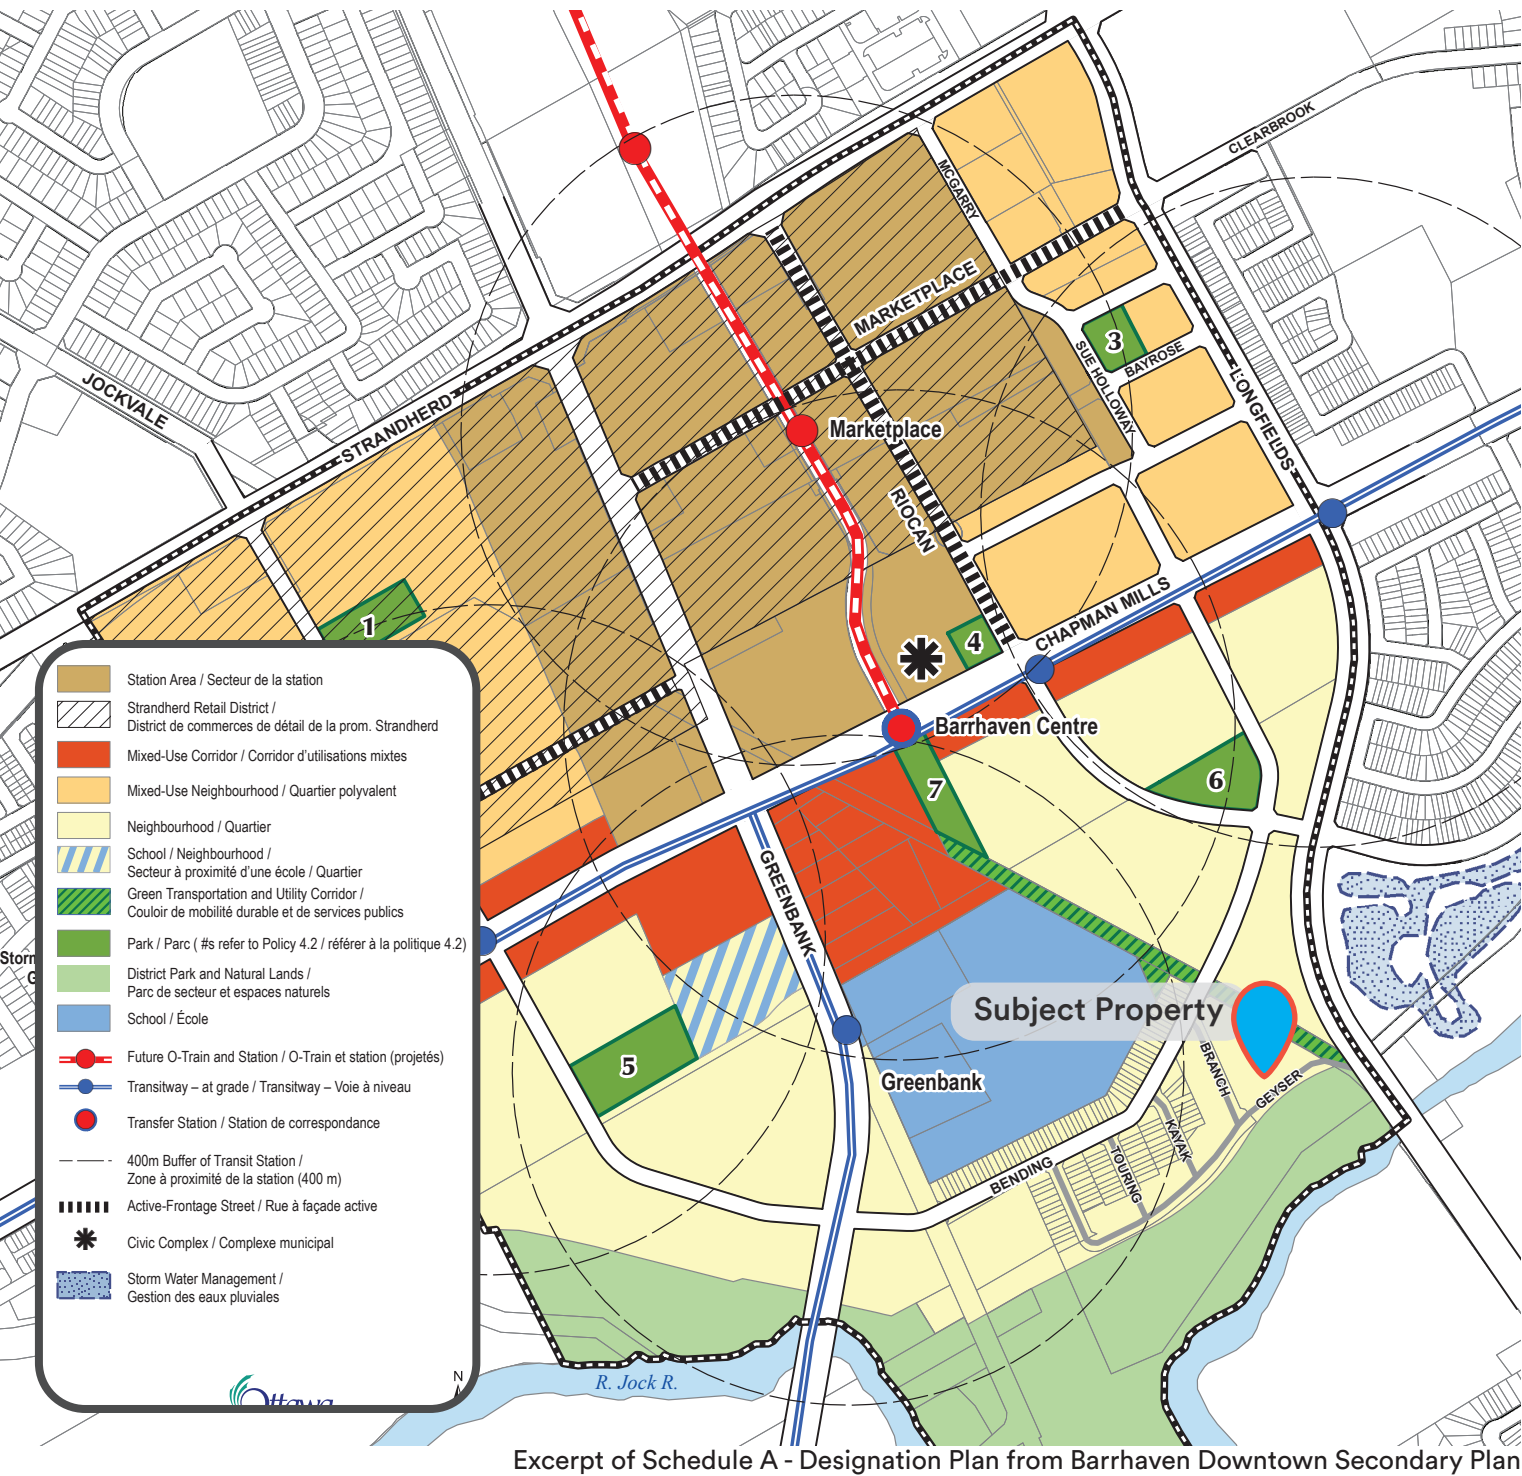 CLEARBROOK
MCGARRY
MARKETPLACE
3
SUE HOLLOWAY
BAYROSE
JOCKVALE
STRANDHERD
LONGFIELDS
Marketplace
RIOCAN
1
4
CHAPMAN MILLS
Barrhaven Centre
7
6
GREENBANK
5
Greenbank
Subject Property
BRANCH
GEYSER
KAYAK
TOURING
BENDING
R. Jock R.
Storm
G
Station Area / Secteur de la station
Strandherd Retail District /
District de commerces de détail de la prom. Strandherd
Mixed-Use Corridor / Corridor d'utilisations mixtes
Mixed-Use Neighbourhood / Quartier polyvalent
Neighbourhood / Quartier
School / Neighbourhood /
Secteur à proximité d'une école / Quartier
Green Transportation and Utility Corridor /
Couloir de mobilité durable et de services publics
Park / Parc ( #s refer to Policy 4.2 / référer à la politique 4.2)
District Park and Natural Lands /
Parc de secteur et espaces naturels
School / École
Future O-Train and Station / O-Train et station (projetés)
Transitway – at grade / Transitway – Voie à niveau
Transfer Station / Station de correspondance
400m Buffer of Transit Station /
Zone à proximité de la station (400 m)
Active-Frontage Street / Rue à façade active
Civic Complex / Complexe municipal
Storm Water Management /
Gestion des eaux pluviales
Ottawa
N
Excerpt of Schedule A - Designation Plan from Barrhaven Downtown Secondary Plan